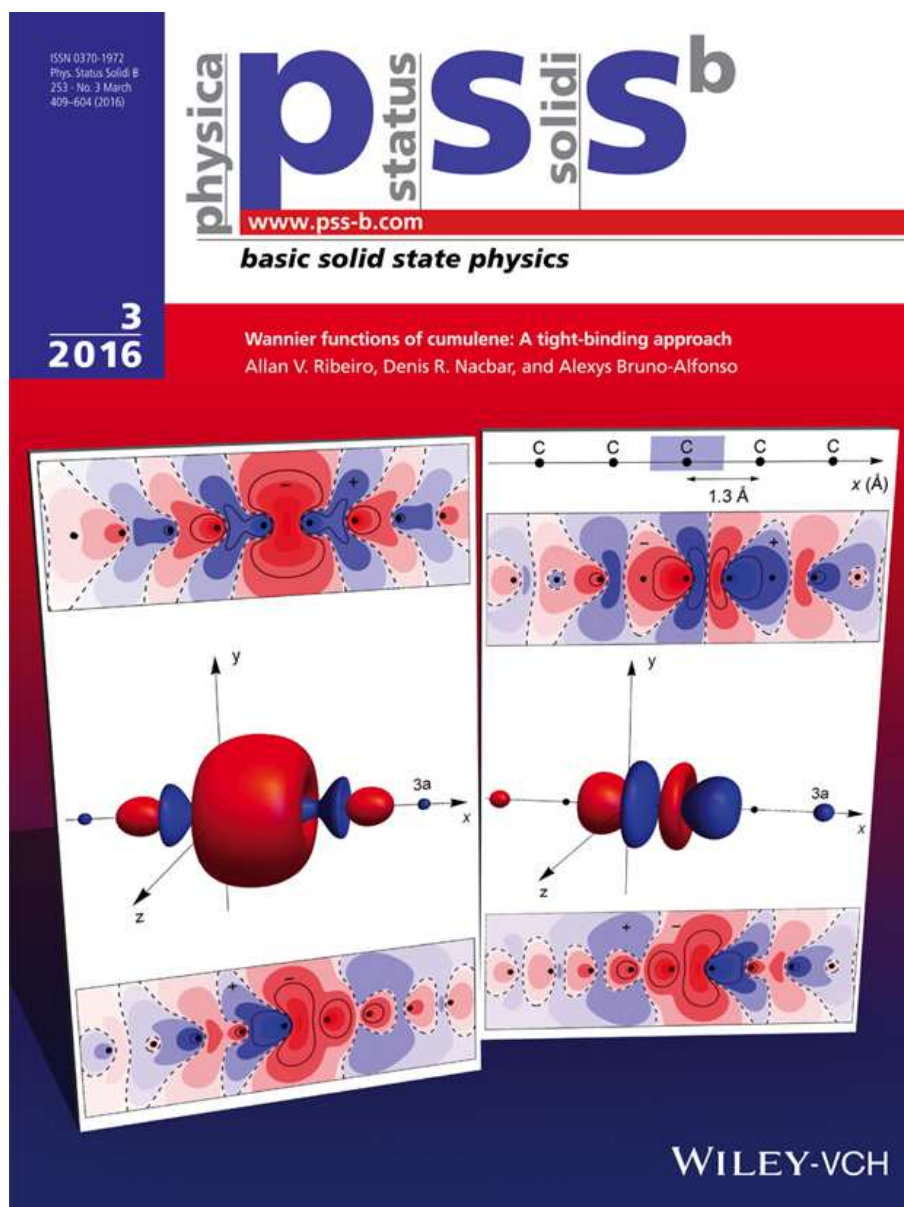 ISSN 0370-1972
Phys. Status Solidi B
253 · No. 3 March
409–604 (2016)
physica
status
solidi
pssb
www.pss-b.com
basic solid state physics
3
2016
Wannier functions of cumulene: A tight-binding approach
Allan V. Ribeiro, Denis R. Nacbar, and Alexys Bruno-Alfonso
− +
y
3a
x
z
+ −
C C C C C
1.3 Å
x (Å)
− +
y
3a
x
z
+ −
WILEY-VCH